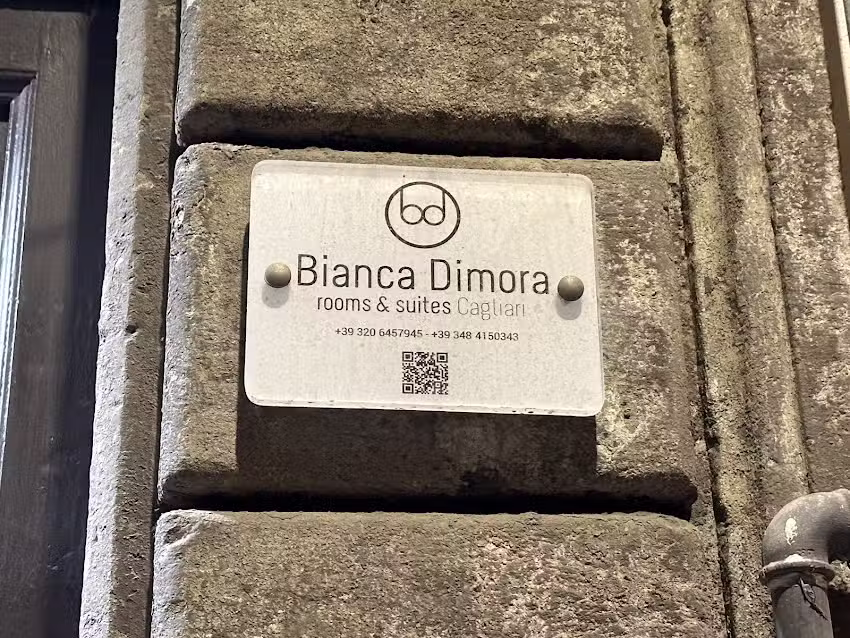 bd
Bianca Dimora
rooms & suites Cagliari
+39 320 6457945 - +39 348 4150343